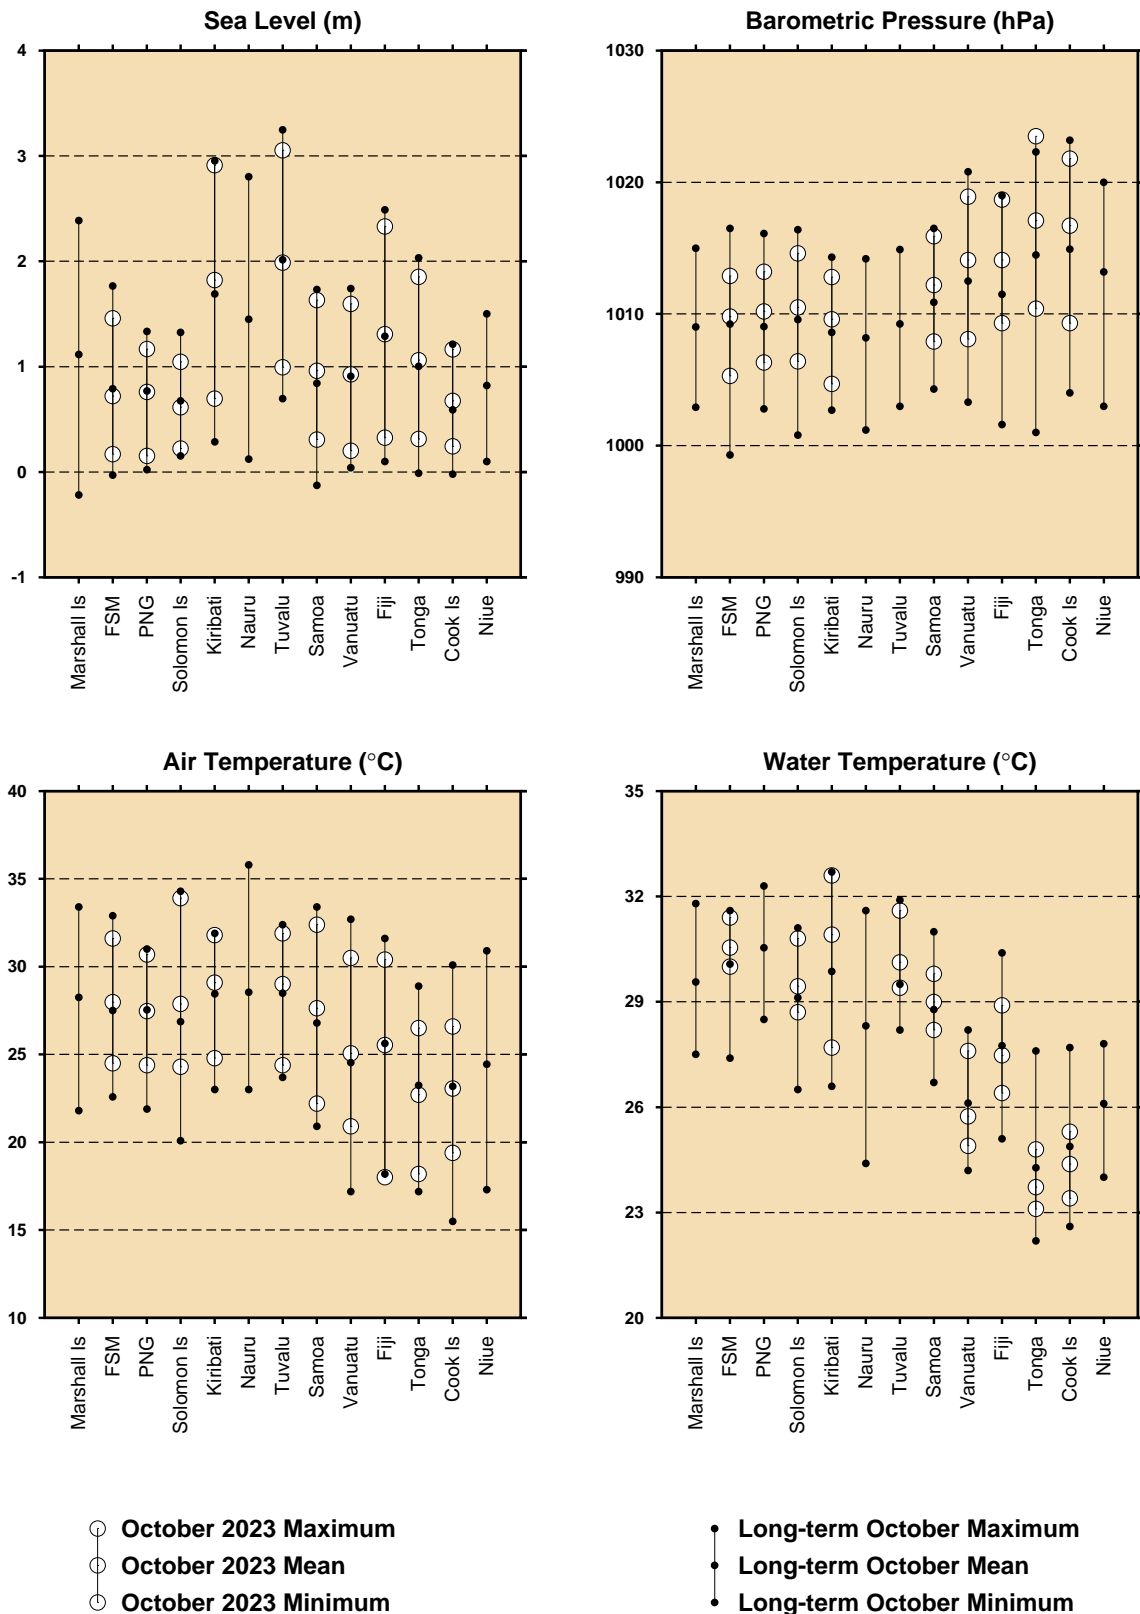 Sea Level (m)
4
3
2
1
0
-1
Marshall Is
FSM
PNG
Solomon Is
Kiribati
Nauru
Tuvalu
Samoa
Vanuatu
Fiji
Tonga
Cook Is
Niue
Barometric Pressure (hPa)
1030
1020
1010
1000
990
Marshall Is
FSM
PNG
Solomon Is
Kiribati
Nauru
Tuvalu
Samoa
Vanuatu
Fiji
Tonga
Cook Is
Niue
Air Temperature (°C)
40
35
30
25
20
15
10
Marshall Is
FSM
PNG
Solomon Is
Kiribati
Nauru
Tuvalu
Samoa
Vanuatu
Fiji
Tonga
Cook Is
Niue
Water Temperature (°C)
35
32
29
26
23
20
Marshall Is
FSM
PNG
Solomon Is
Kiribati
Nauru
Tuvalu
Samoa
Vanuatu
Fiji
Tonga
Cook Is
Niue
October 2023 Maximum
October 2023 Mean
October 2023 Minimum
Long-term October Maximum
Long-term October Mean
Long-term October Minimum